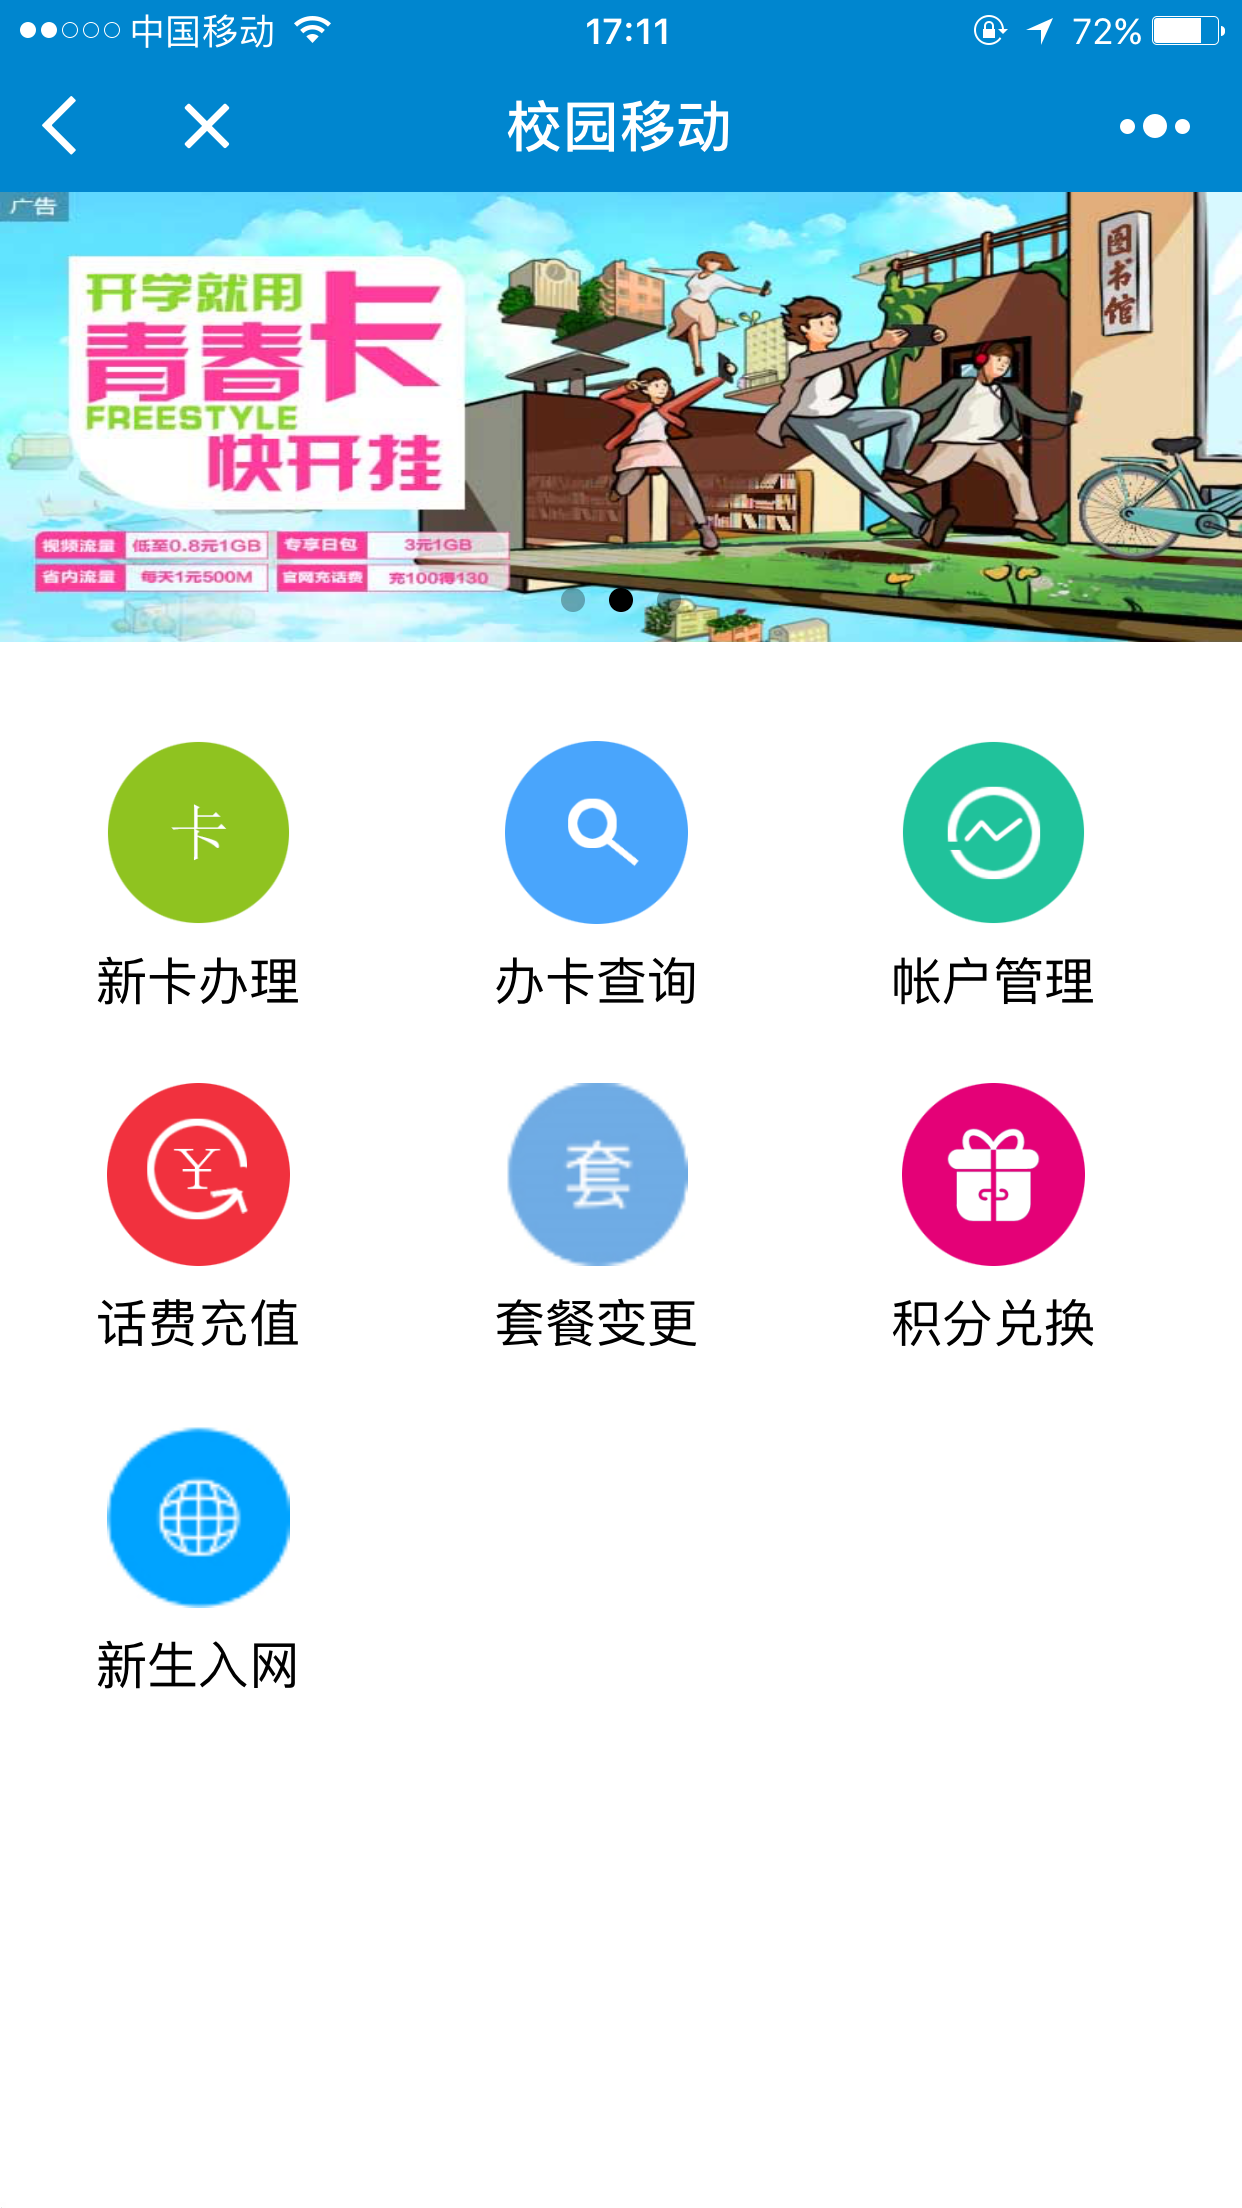 中国移动
17:11
72%
校园移动
广告
图书馆
开学就用
青春卡
FREESTYLE
快开挂
视频流量 低至0.8元1GB 专享日包 3元1GB
省内流量 每天1元500M 官网充话费 充100得130
卡
新卡办理
办卡查询
帐户管理
¥
套
话费充值
套餐变更
积分兑换
新生入网